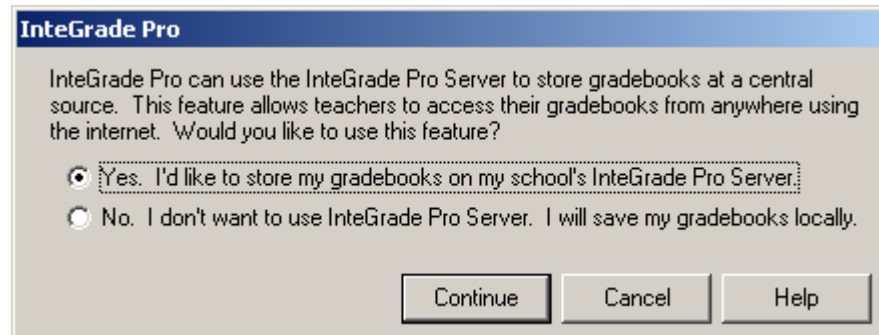 InteGrade Pro
InteGrade Pro can use the InteGrade Pro Server to store gradebooks at a central
source.  This feature allows teachers to access their gradebooks from anywhere using
the internet.  Would you like to use this feature?
Yes.  I'd like to store my gradebooks on my school's InteGrade Pro Server.
No.  I don't want to use InteGrade Pro Server.  I will save my gradebooks locally.
Continue
Cancel
Help